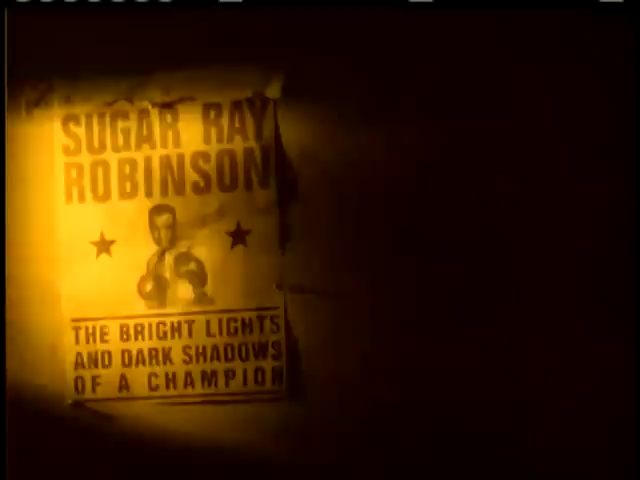 SUGAR RAY
ROBINSON
THE BRIGHT LIGHTS
AND DARK SHADOWS
OF A CHAMPION